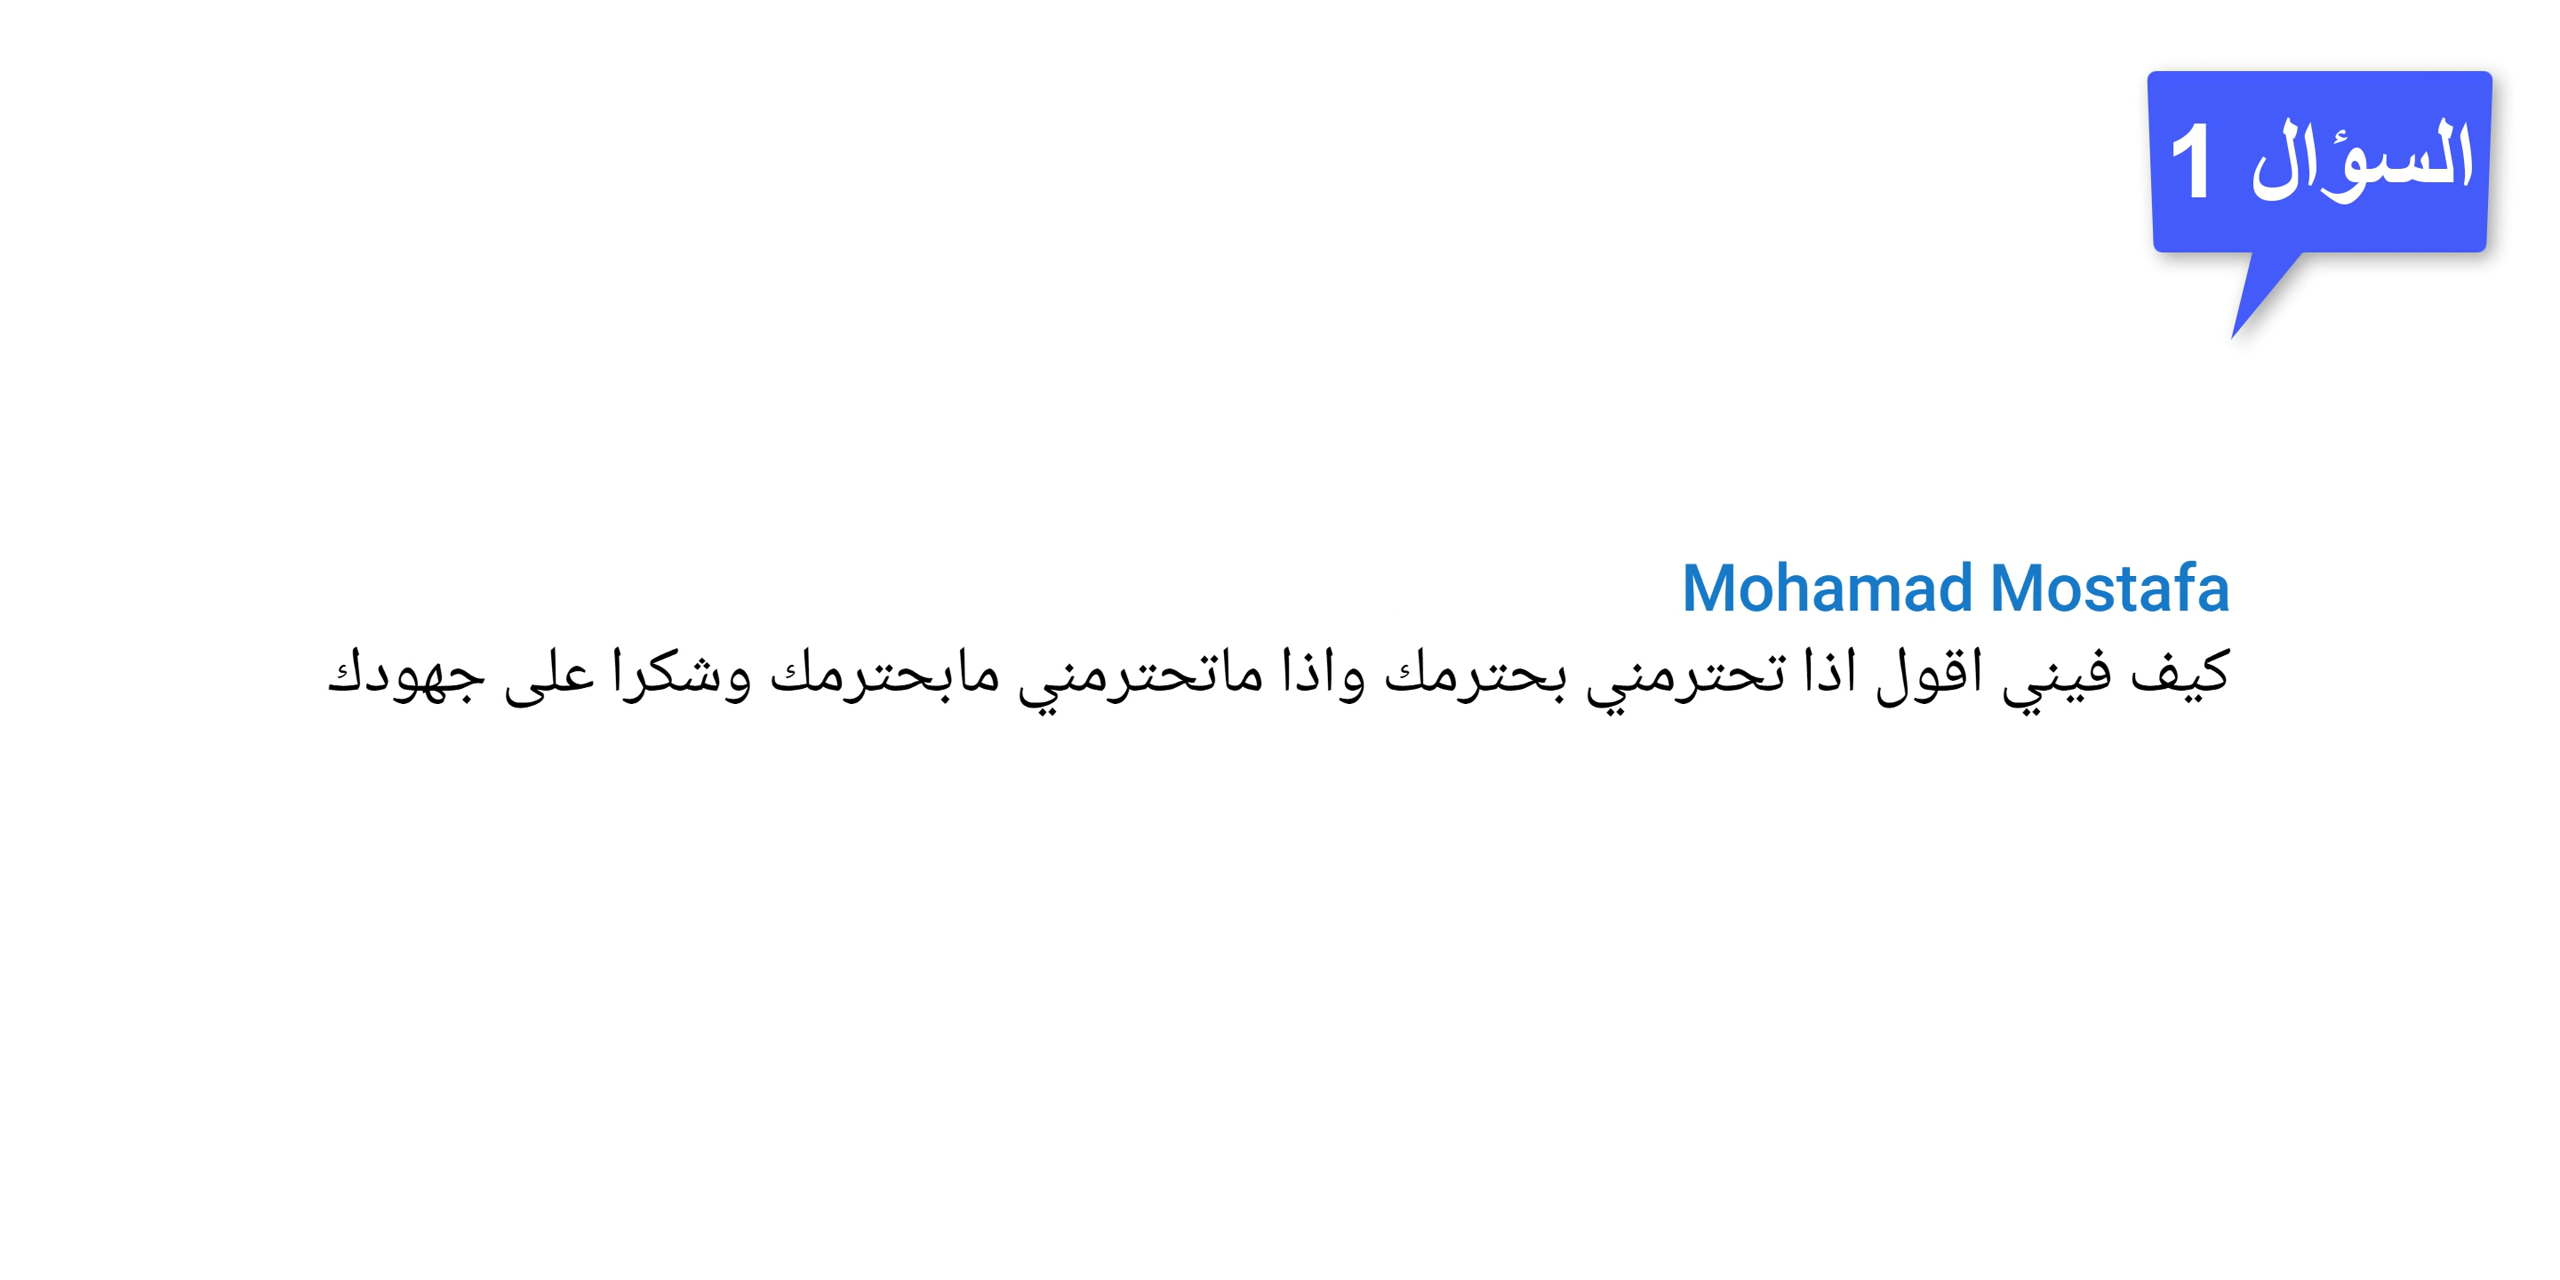 السؤال 1
Mohamad Mostafa
كيف فيني اقول اذا تحترمني بحترمك واذا ماتحترمني مابحترمك وشكرا على جهودك